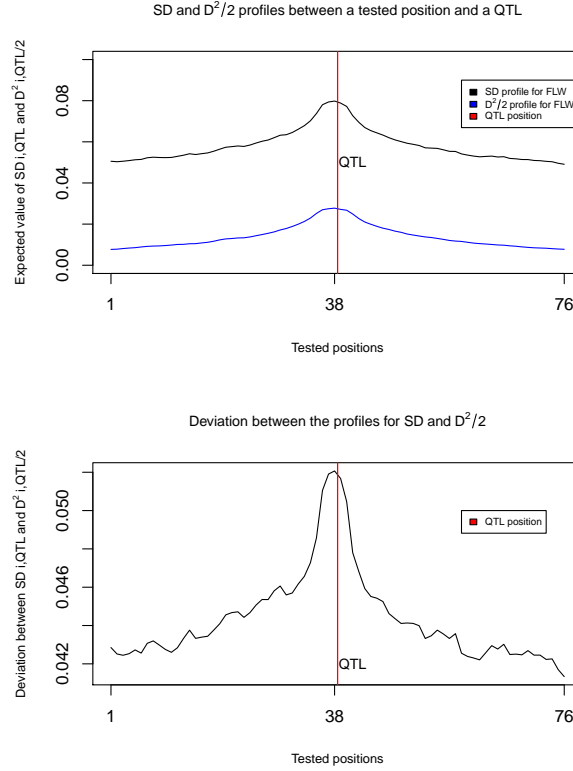 SD and D²/2 profiles between a tested position and a QTL
Expected value of SD i,QTL and D² i,QTL/2
0.00
0.04
0.08
SD profile for FLW
D²/2 profile for FLW
QTL position
QTL
1
38
76
Tested positions
Deviation between the profiles for SD and D²/2
Deviation between SD i,QTL and D² i,QTL/2
0.042
0.046
0.050
QTL position
QTL
1
38
76
Tested positions